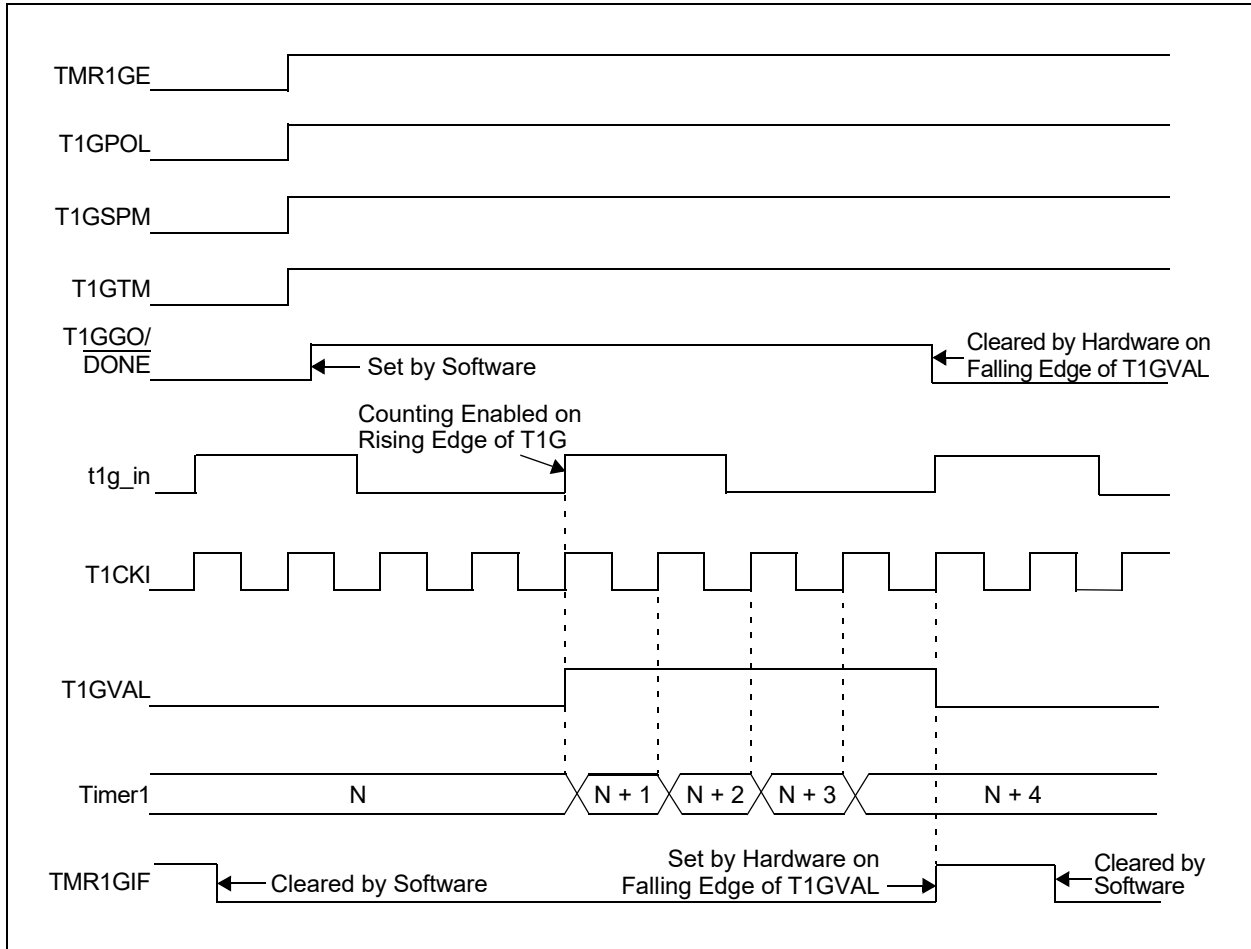 TMR1GE
T1GPOL
T1GSPM
T1GTM
T1GGO/
DONE
Set by Software
Cleared by Hardware on
Falling Edge of T1GVAL
Counting Enabled on
Rising Edge of T1G
t1g_in
T1CKI
T1GVAL
Timer1
N
N + 1
N + 2
N + 3
N + 4
TMR1GIF
Cleared by Software
Set by Hardware on
Falling Edge of T1GVAL
Cleared by
Software